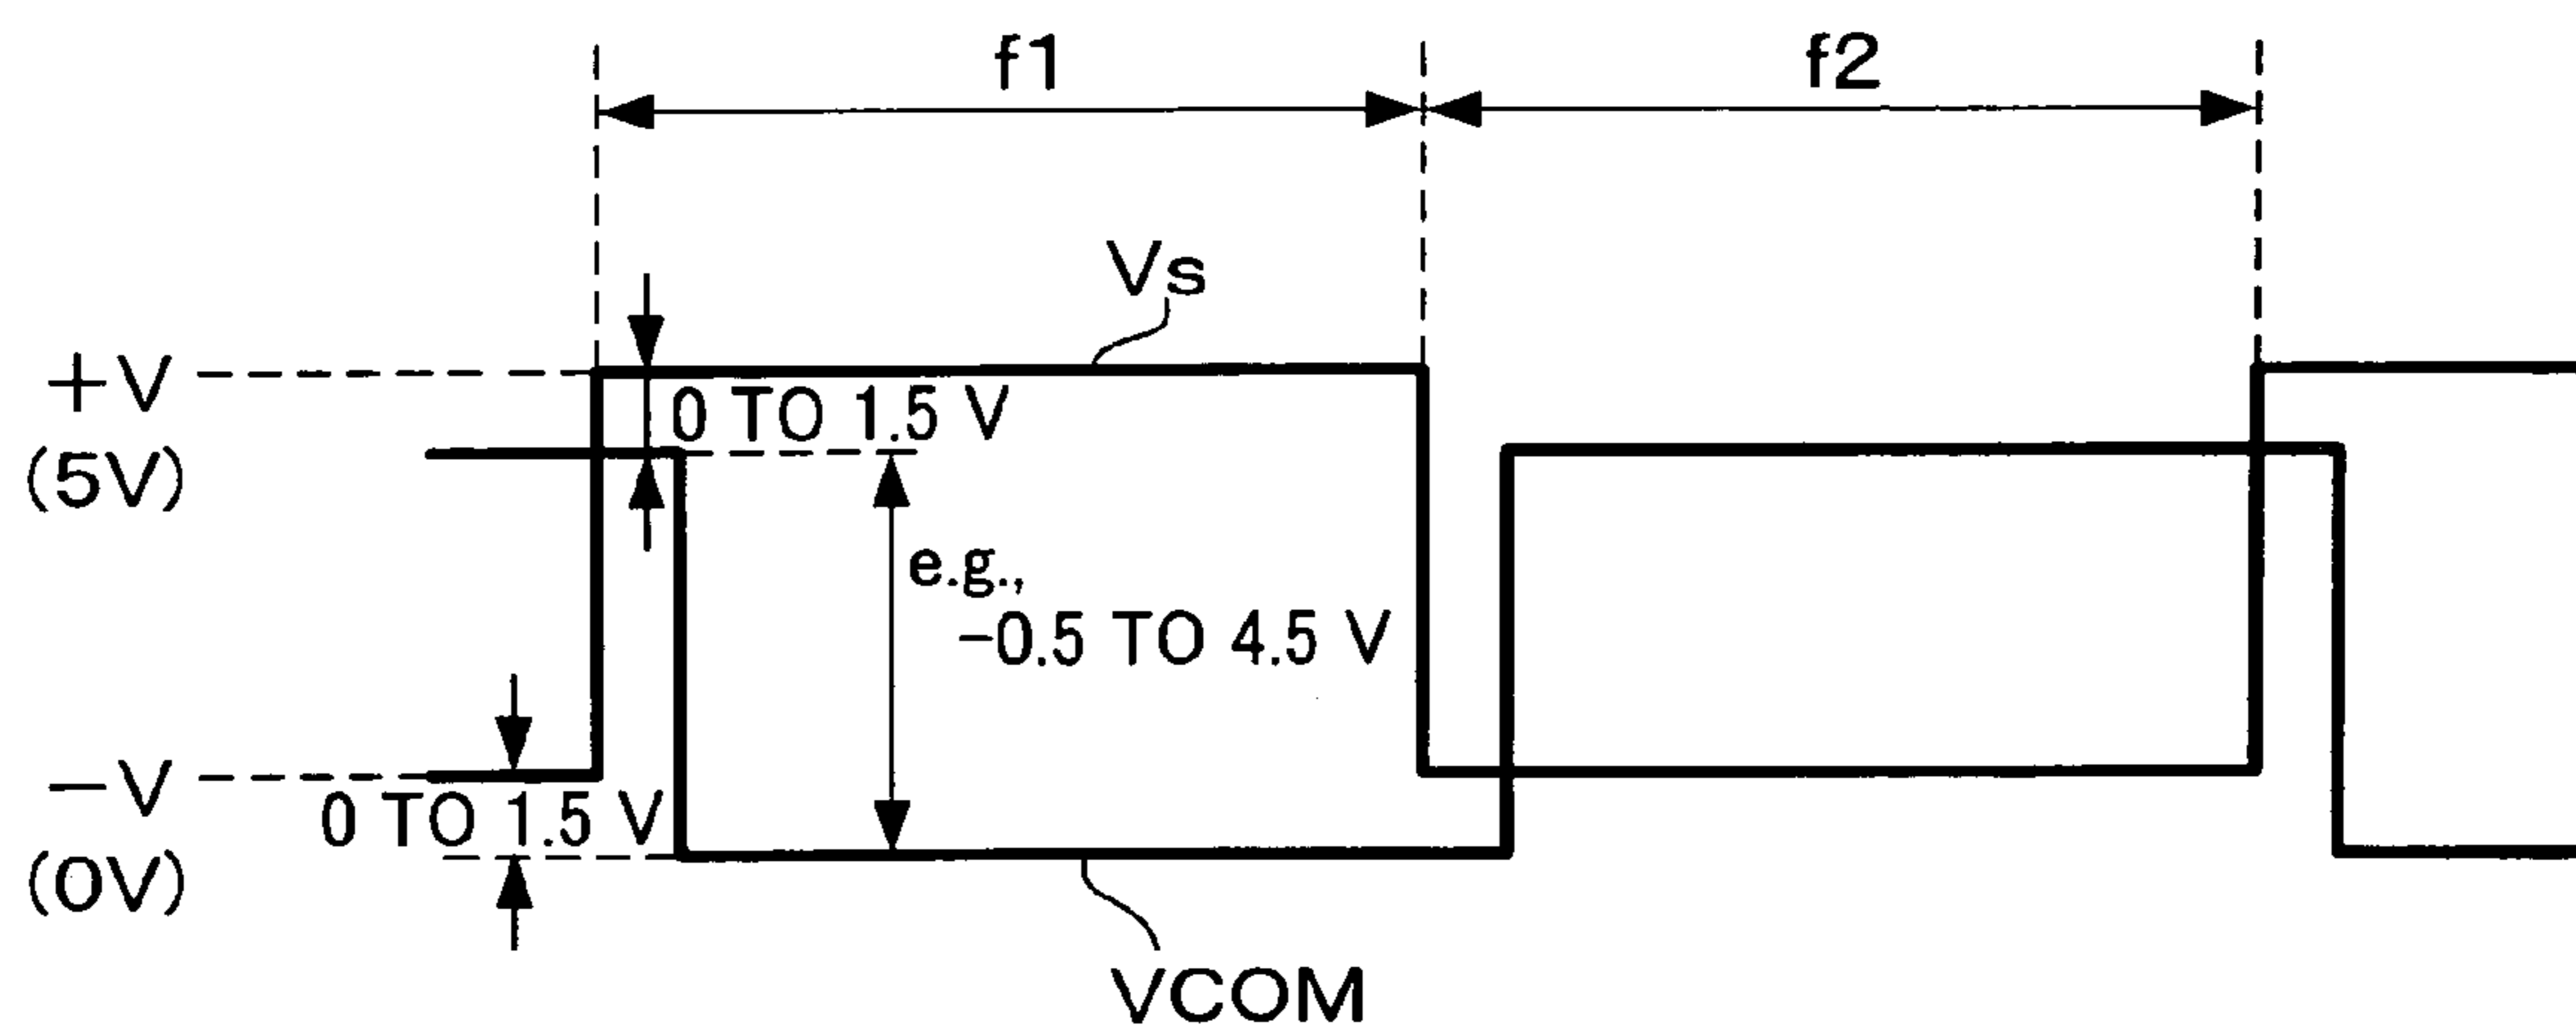 f1
f2
Vs
+V
(5V)
0 TO 1.5 V
e.g.,
-0.5 TO 4.5 V
-V
(0V)
0 TO 1.5 V
VCOM